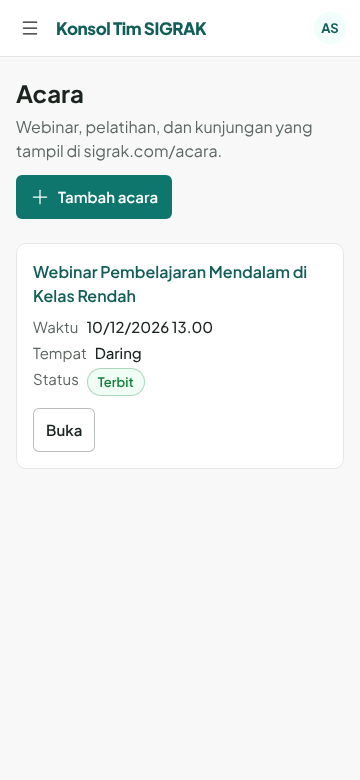 Konsol Tim SIGRAK
AS
Acara
Webinar, pelatihan, dan kunjungan yang
tampil di sigrak.com/acara.
Tambah acara
Webinar Pembelajaran Mendalam di
Kelas Rendah
Waktu 10/12/2026 13.00
Tempat Daring
Status Terbit
Buka